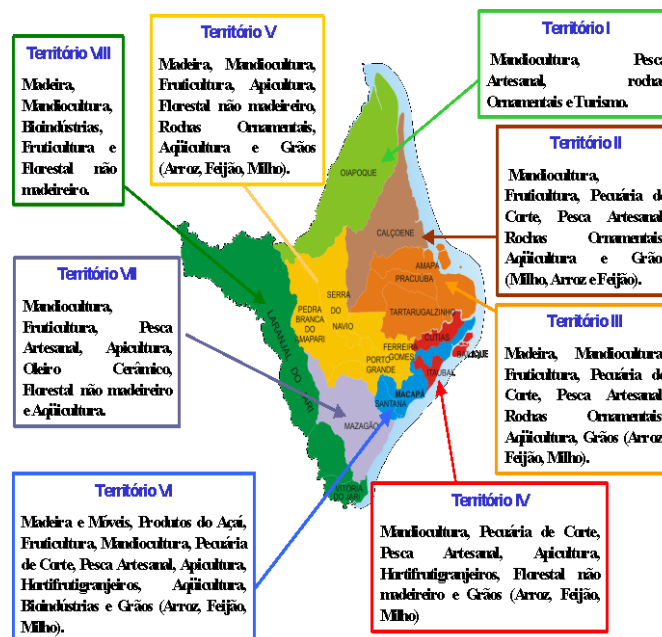 Território VIII
Madeira,
Mandiocultura,
Bioindústrias,
Fruticultura e
Florestal não
madeireiro.
Território V
Madeira, Mandiocultura,
Fruticultura, Apicultura,
Florestal não madeireiro,
Rochas Ornamentais,
Aqüicultura e Grãos
(Arroz, Feijão, Milho).
Território I
Mandiocultura, Pesca
Artesanal, rocha
Ornamentais e Turismo.
Território II
Mandiocultura,
Fruticultura, Pecuária de
Corte, Pesca Artesanal
Rochas Ornamentais
Aqüicultura e Grão
(Milho, Arroz e Feijão).
Território VII
Mandiocultura,
Fruticultura, Pesca
Artesanal, Apicultura,
Oleiro Cerâmico,
Florestal não madeireiro
e Aqüicultura.
Território III
Madeira, Mandiocultura
Fruticultura, Pecuária de
Corte, Pesca Artesanal
Rochas Ornamentais
Aqüicultura, Grãos (Arroz
Feijão, Milho).
Território VI
Madeira e Móveis, Produtos do Açaí,
Fruticultura, Mandiocultura, Pecuária
de Corte, Pesca Artesanal, Apicultura,
Hortifrutigranjeiros, Aqüicultura,
Bioindústrias e Grãos (Arroz, Feijão,
Milho).
Território IV
Mandiocultura, Pecuária de Corte,
Pesca Artesanal, Apicultura,
Hortifrutigranjeiros, Florestal não
madeireiro e Grãos (Arroz, Feijão,
Milho)
OIAPOQUE
CALÇOENE
AMAPÁ
PRACUÚBA
TARTARUGALZINHO
SERRA
DO
NAVIO
PEDRA
BRANCA
DO
AMAPARI
FERREIRA
GOMES
PORTO
GRANDE
CUTIAS
ITAUBAL
MACAPÁ
SANTANA
MAZAGÃO
LARANJAL DO JARI
VITÓRIA
DO JARI